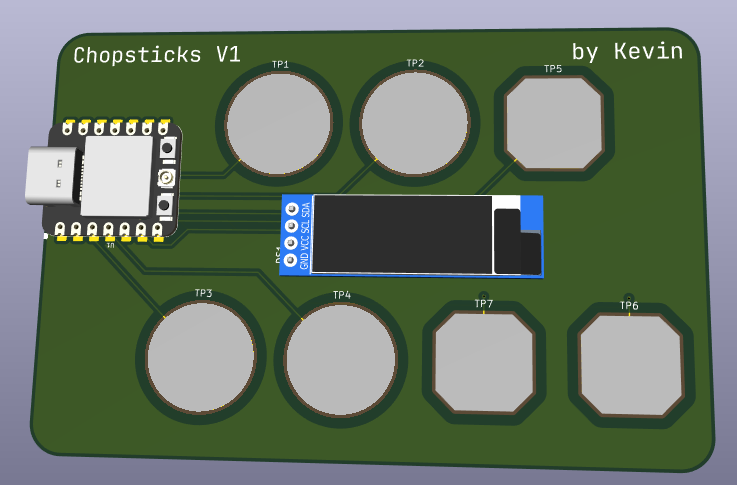 Chopsticks V1
by Kevin
TP1
TP2
TP5
GND VCC SCL SDA
TP3
TP4
TP7
TP6